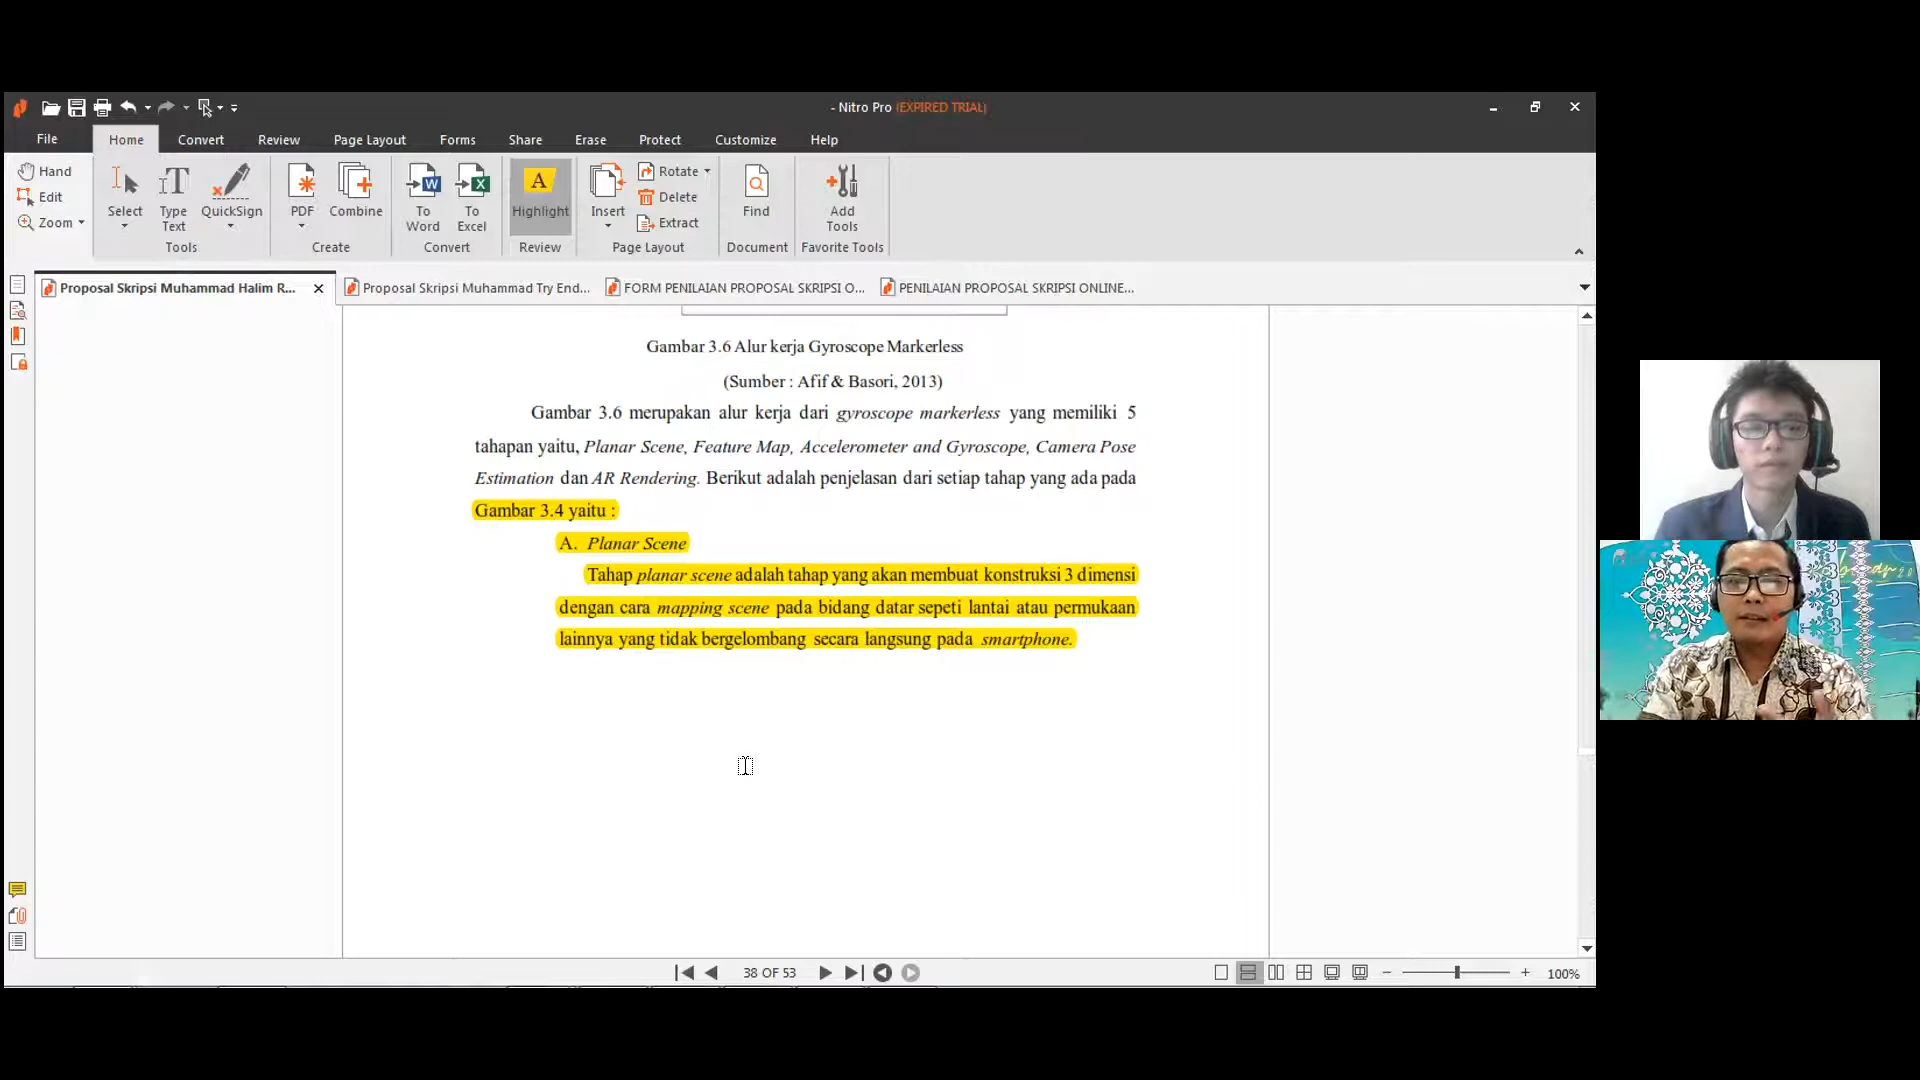 - Nitro Pro (EXPIRED TRIAL)
File Home Convert Review Page Layout Forms Share Erase Protect Customize Help
Hand
Edit
Zoom
Select
Type Text
QuickSign
Tools
PDF
Combine
Create
To Word
To Excel
Convert
A
Highlight
Review
Insert
Rotate
Delete
Extract
Page Layout
Find
Document
Add Tools
Favorite Tools
Proposal Skripsi Muhammad Halim R...
Proposal Skripsi Muhammad Try End...
FORM PENILAIAN PROPOSAL SKRIPSI O...
PENILAIAN PROPOSAL SKRIPSI ONLINE...
Gambar 3.6 Alur kerja Gyroscope Markerless
(Sumber : Afif & Basori, 2013)
Gambar 3.6 merupakan alur kerja dari gyroscope markerless yang memiliki 5
tahapan yaitu, Planar Scene, Feature Map, Accelerometer and Gyroscope, Camera Pose
Estimation dan AR Rendering. Berikut adalah penjelasan dari setiap tahap yang ada pada
Gambar 3.4 yaitu :
A. Planar Scene
Tahap planar scene adalah tahap yang akan membuat konstruksi 3 dimensi
dengan cara mapping scene pada bidang datar sepeti lantai atau permukaan
lainnya yang tidak bergelombang secara langsung pada smartphone.
38 OF 53
100%